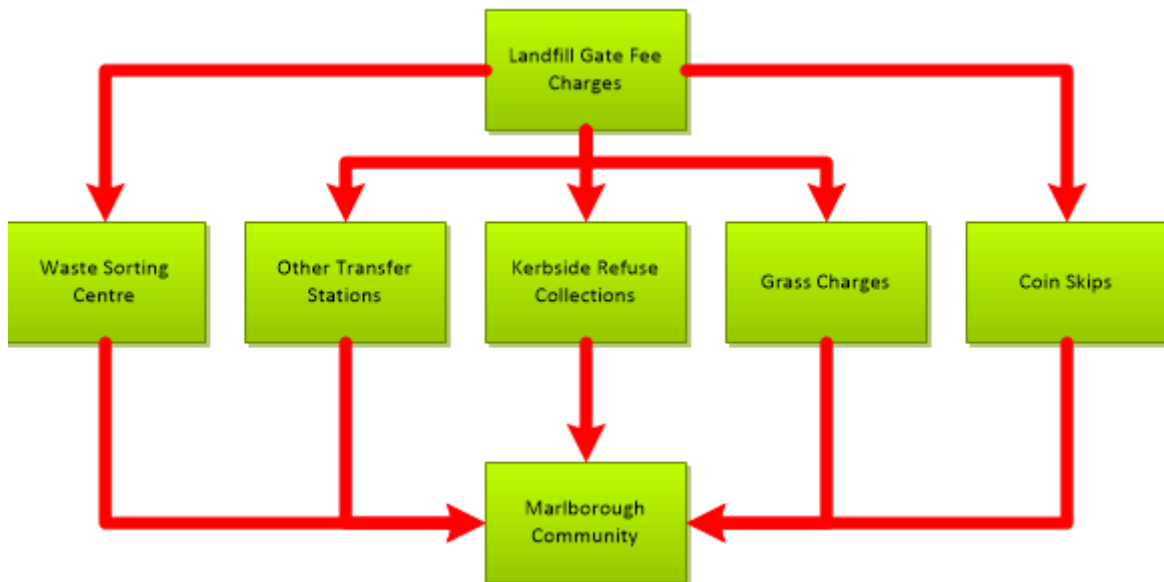 Landfill Gate Fee
Charges
Waste Sorting
Centre
Other Transfer
Stations
Kerbside Refuse
Collections
Grass Charges
Coin Skips
Marlborough
Community